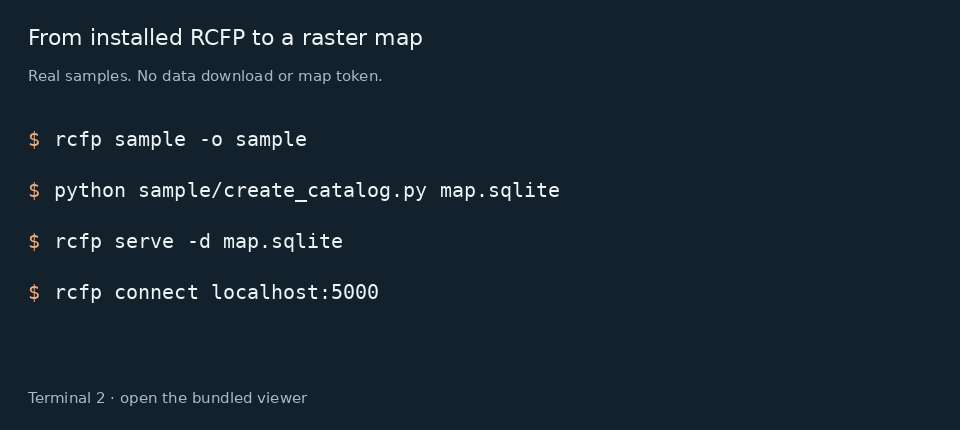 From installed RCFP to a raster map
Real samples. No data download or map token.
$ rcfp sample -o sample
$ python sample/create_catalog.py map.sqlite
$ rcfp serve -d map.sqlite
$ rcfp connect localhost:5000
Terminal 2 · open the bundled viewer